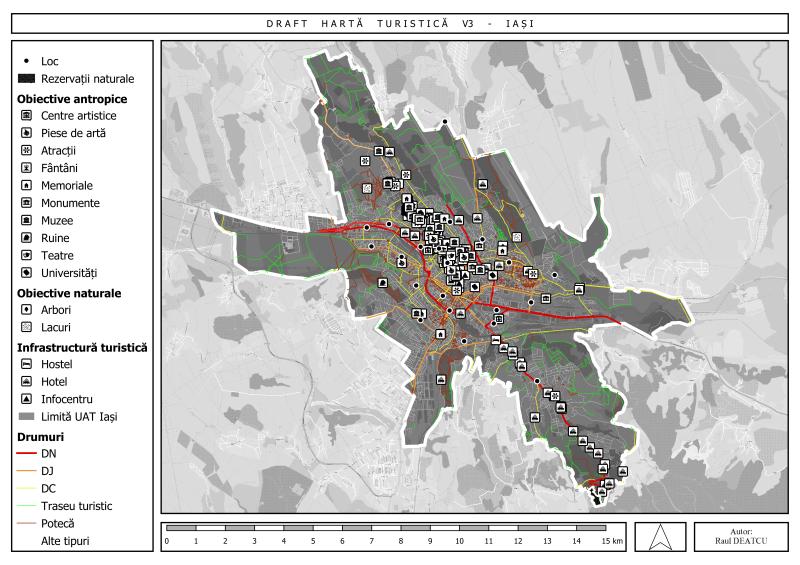 DRAFT HARTĂ TURISTICĂ V3 - IAȘI
Loc
Rezervații naturale
Obiective antropice
Centre artistice
Piese de artă
Atracții
Fântâni
Memoriale
Monumente
Muzee
Ruine
Teatre
Universități
Obiective naturale
Arbori
Lacuri
Infrastructură turistică
Hostel
Hotel
Infocentru
Limită UAT Iași
Drumuri
DN
DJ
DC
Traseu turistic
Potecă
Alte tipuri
0 1 2 3 4 5 6 7 8 9 10 11 12 13 14 15 km
Autor:
Raul DEATCU